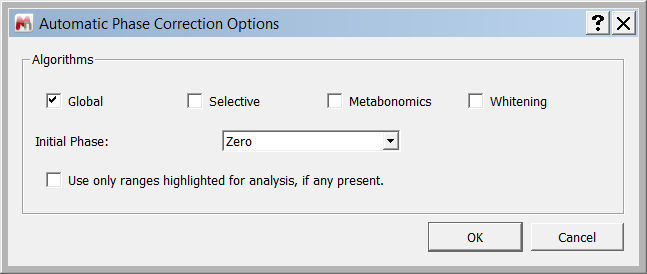 Automatic Phase Correction Options
Algorithms
Global Selective Metabonomics Whitening
Initial Phase: Zero
Use only ranges highlighted for analysis, if any present.
OK Cancel